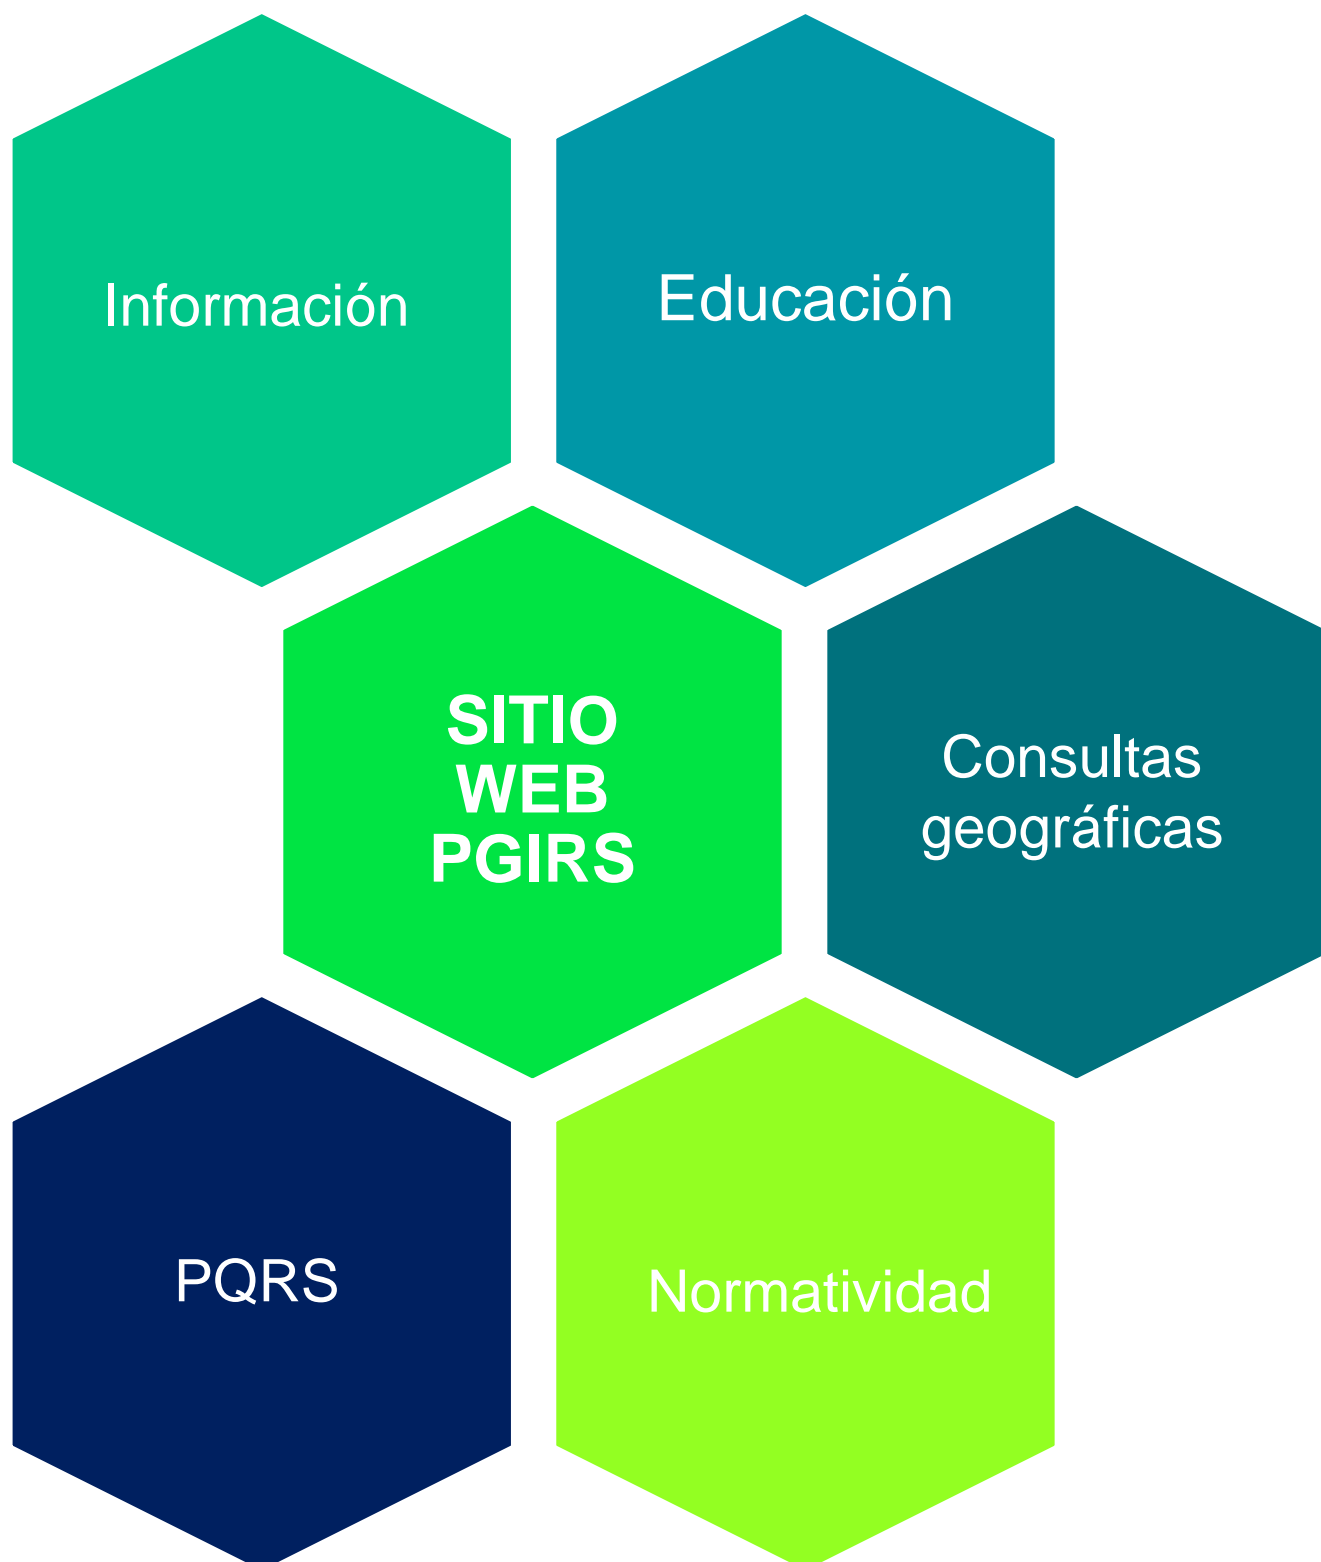 Información
Educación
SITIO
WEB
PGIRS
Consultas
geográficas
PQRS
Normatividad